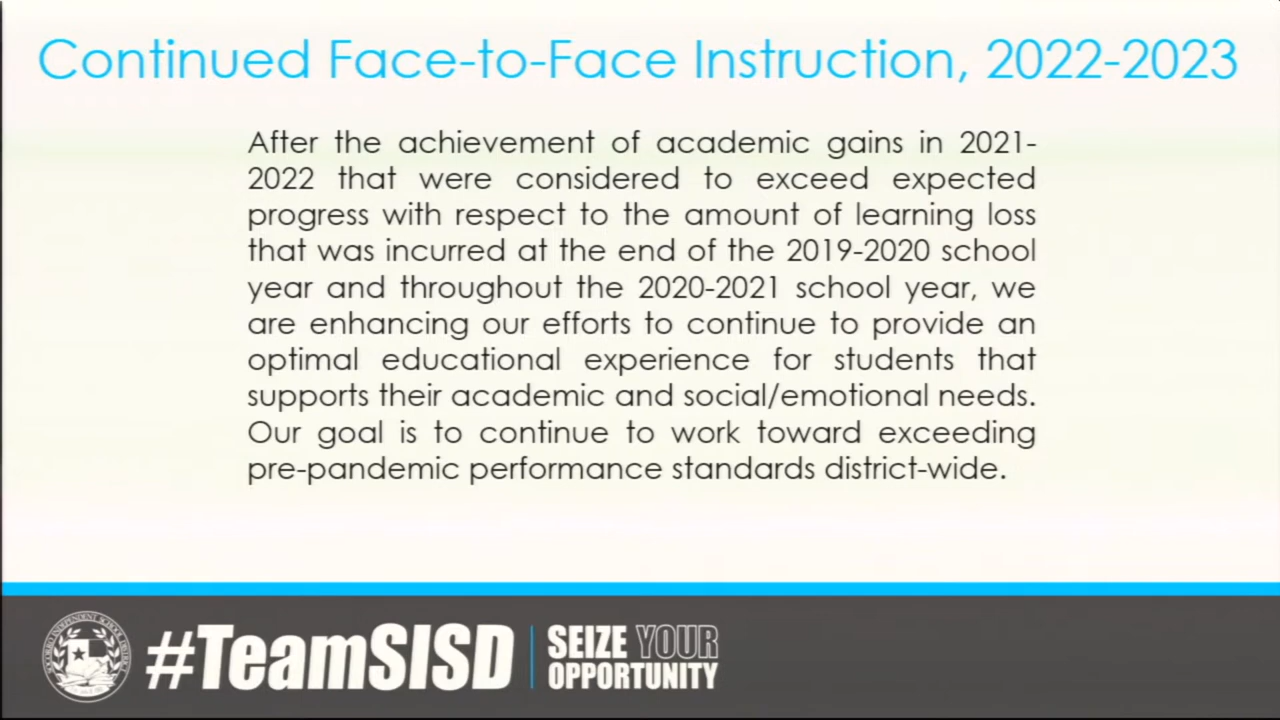 Continued Face-to-Face Instruction, 2022-2023
After the achievement of academic gains in 2021-
2022 that were considered to exceed expected
progress with respect to the amount of learning loss
that was incurred at the end of the 2019-2020 school
year and throughout the 2020-2021 school year, we
are enhancing our efforts to continue to provide an
optimal educational experience for students that
supports their academic and social/emotional needs.
Our goal is to continue to work toward exceeding
pre-pandemic performance standards district-wide.
SOCORRO INDEPENDENT SCHOOL DISTRICT
#TeamSISD
SEIZE YOUR
OPPORTUNITY